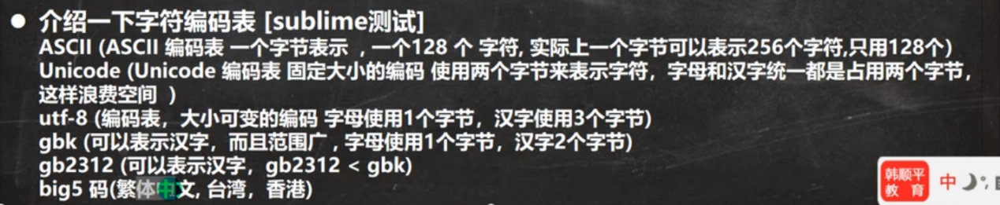 ● 介绍一下字符编码表 [sublime测试]
ASCII (ASCII 编码表 一个字节表示 , 一个128 个 字符, 实际上一个字节可以表示256个字符,只用128个)
Unicode (Unicode 编码表 固定大小的编码 使用两个字节来表示字符，字母和汉字统一都是占用两个字节，
这样浪费空间 )
utf-8 (编码表，大小可变的编码 字母使用1个字节，汉字使用3个字节)
gbk (可以表示汉字，而且范围广 , 字母使用1个字节，汉字2个字节)
gb2312 (可以表示汉字，gb2312 < gbk)
big5 码(繁体中文, 台湾，香港)
韩顺平
教育
中